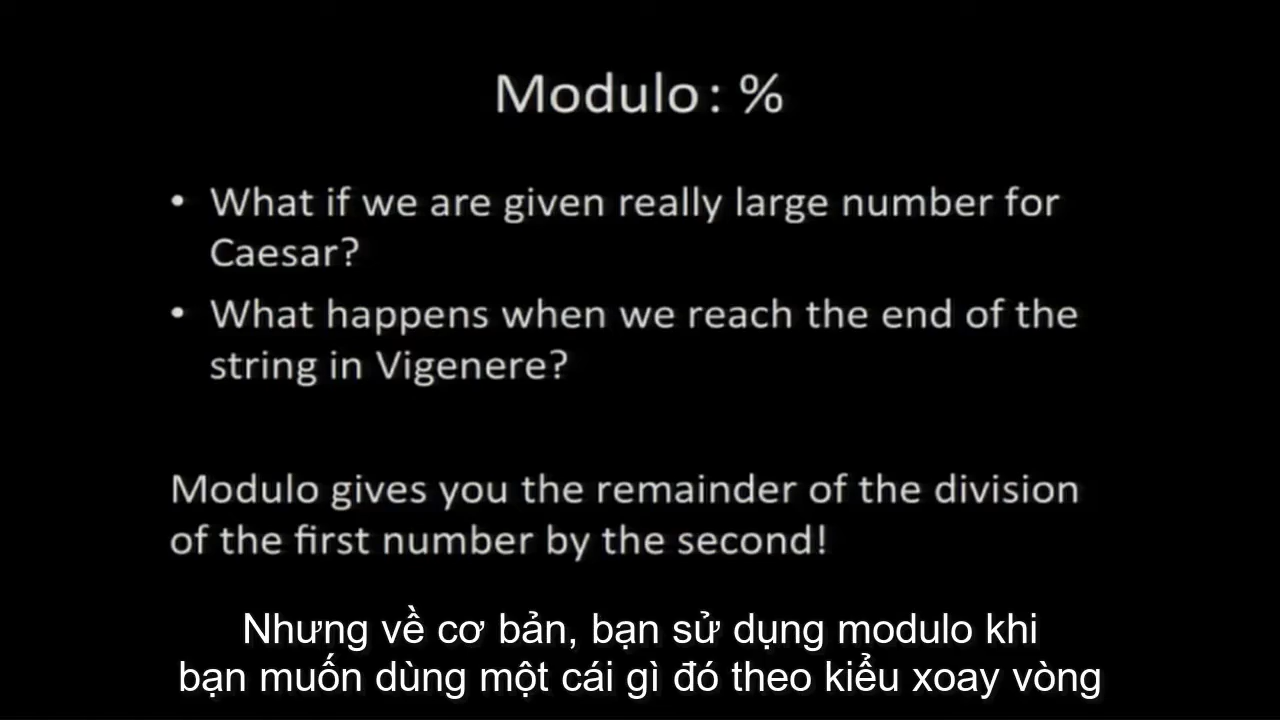 Modulo : %
• What if we are given really large number for
Caesar?
• What happens when we reach the end of the
string in Vigenere?
Modulo gives you the remainder of the division
of the first number by the second!
Nhưng về cơ bản, bạn sử dụng modulo khi
bạn muốn dùng một cái gì đó theo kiểu xoay vòng